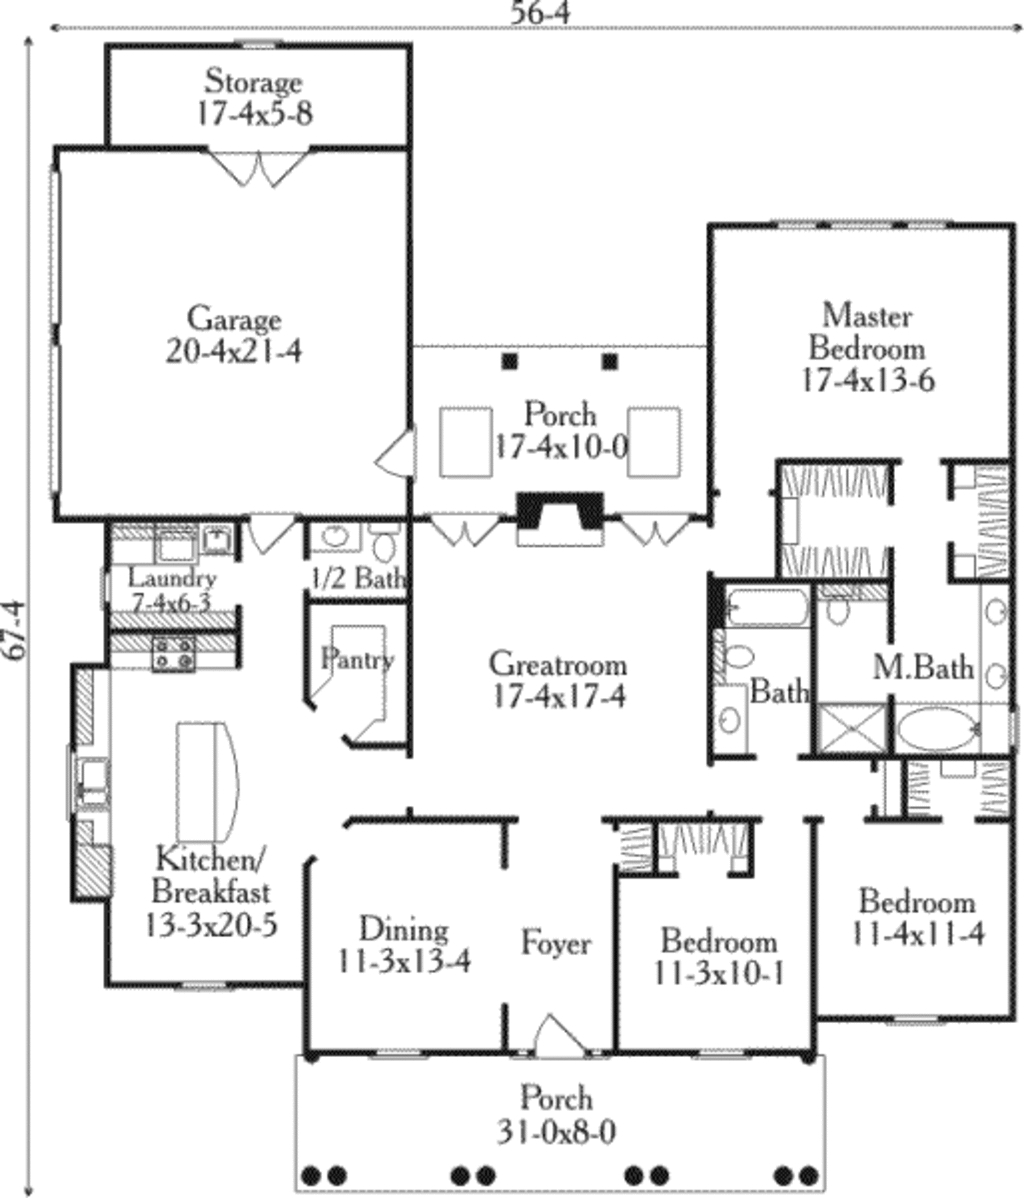 56-4
67-4
Storage
17-4x5-8
Garage
20-4x21-4
Master
Bedroom
17-4x13-6
Porch
17-4x10-0
Laundry
7-4x6-3
1/2 Bath
Pantry
Greatroom
17-4x17-4
Bath
M.Bath
Kitchen/
Breakfast
13-3x20-5
Dining
11-3x13-4
Foyer
Bedroom
11-3x10-1
Bedroom
11-4x11-4
Porch
31-0x8-0